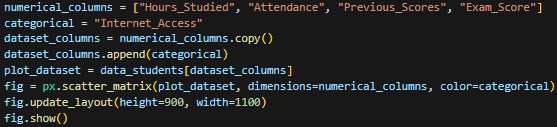 numerical_columns = ["Hours_Studied", "Attendance", "Previous_Scores", "Exam_Score"]
categorical = "Internet_Access"
dataset_columns = numerical_columns.copy()
dataset_columns.append(categorical)
plot_dataset = data_students[dataset_columns]
fig = px.scatter_matrix(plot_dataset, dimensions=numerical_columns, color=categorical)
fig.update_layout(height=900, width=1100)
fig.show()